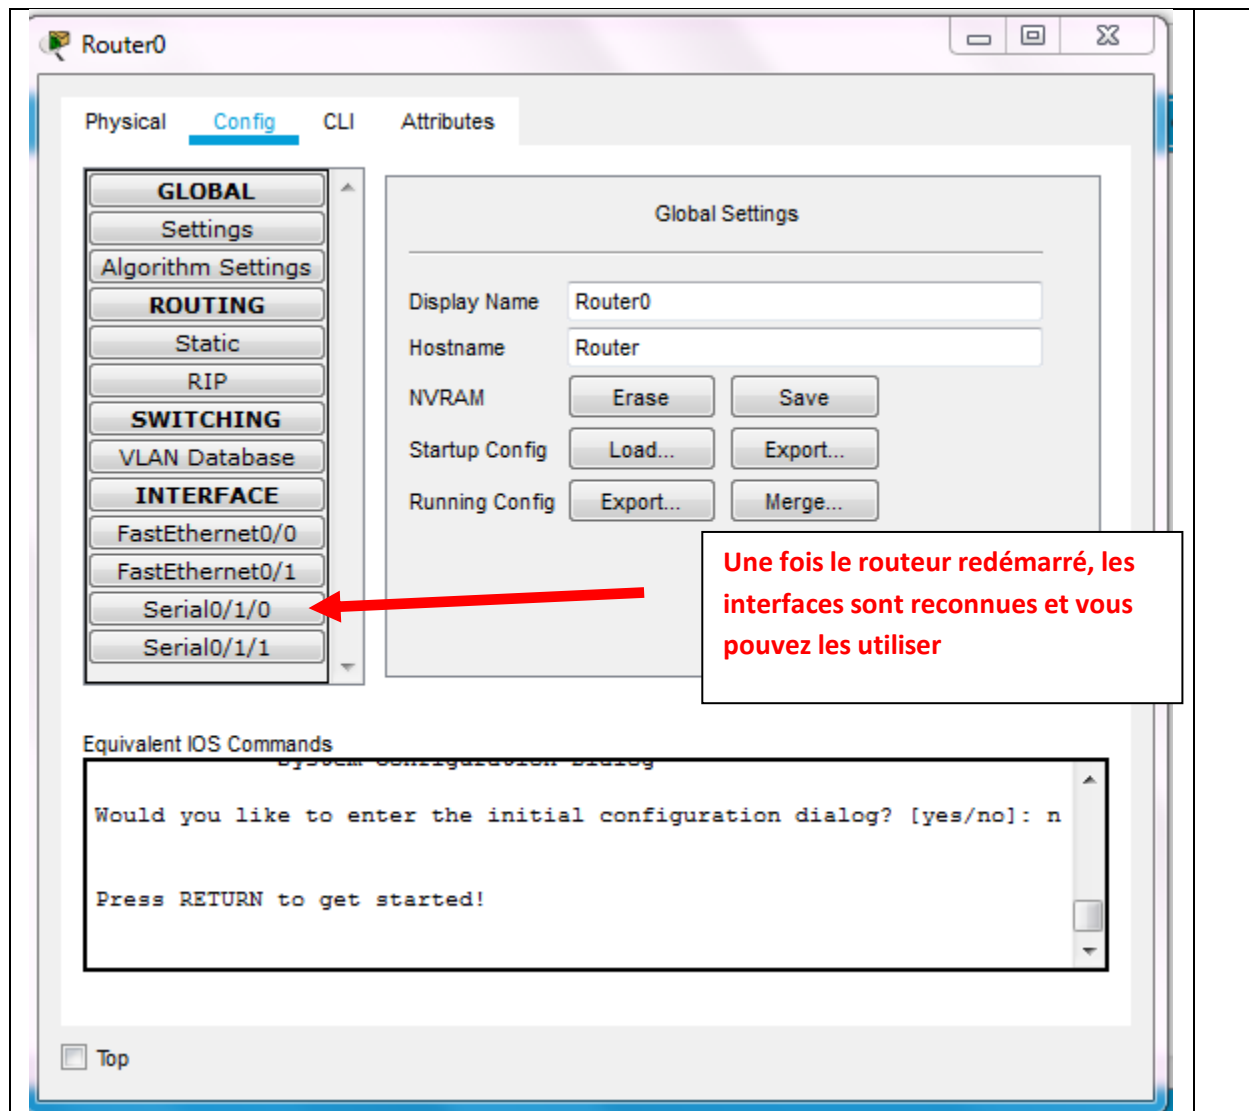 Router0
Physical Config CLI Attributes
GLOBAL
Settings
Algorithm Settings
ROUTING
Static
RIP
SWITCHING
VLAN Database
INTERFACE
FastEthernet0/0
FastEthernet0/1
Serial0/1/0
Serial0/1/1
Global Settings
Display Name Router0
Hostname Router
NVRAM Erase Save
Startup Config Load... Export...
Running Config Export... Merge...
Une fois le routeur redémarré, les
interfaces sont reconnues et vous
pouvez les utiliser
Equivalent IOS Commands
System Configuration Dialog
Would you like to enter the initial configuration dialog? [yes/no]: n
Press RETURN to get started!
Top